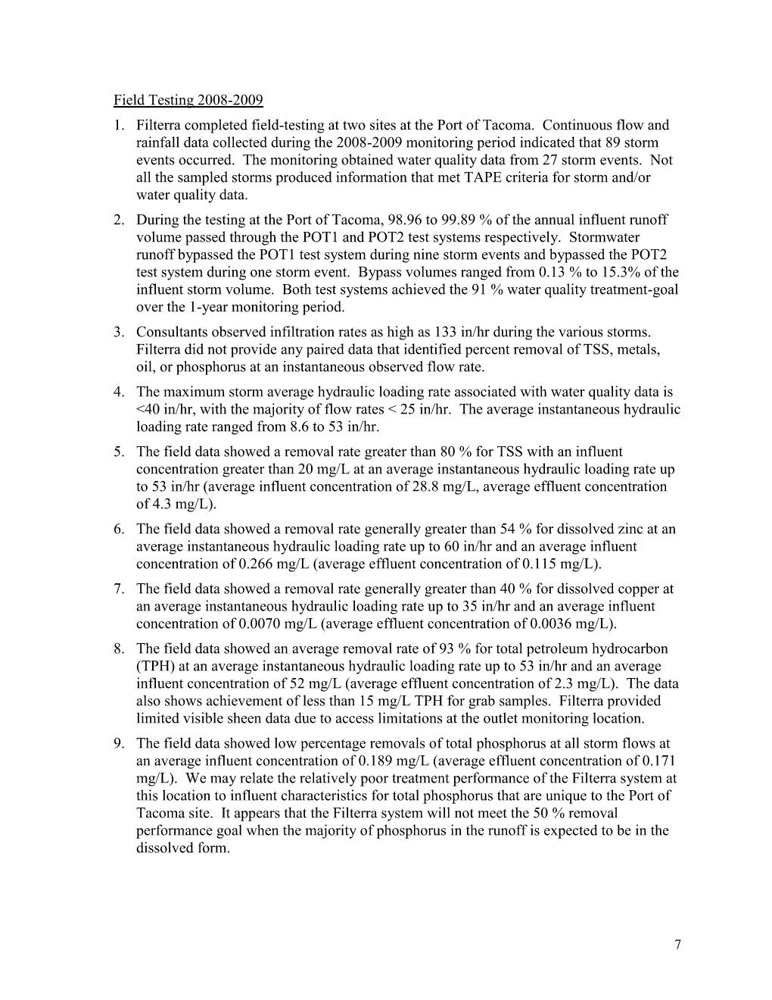 Field Testing 2008-2009
1. Filterra completed field-testing at two sites at the Port of Tacoma. Continuous flow and
rainfall data collected during the 2008-2009 monitoring period indicated that 89 storm
events occurred. The monitoring obtained water quality data from 27 storm events. Not
all the sampled storms produced information that met TAPE criteria for storm and/or
water quality data.
2. During the testing at the Port of Tacoma, 98.96 to 99.89 % of the annual influent runoff
volume passed through the POT1 and POT2 test systems respectively. Stormwater
runoff bypassed the POT1 test system during nine storm events and bypassed the POT2
test system during one storm event. Bypass volumes ranged from 0.13 % to 15.3% of the
influent storm volume. Both test systems achieved the 91 % water quality treatment-goal
over the 1-year monitoring period.
3. Consultants observed infiltration rates as high as 133 in/hr during the various storms.
Filterra did not provide any paired data that identified percent removal of TSS, metals,
oil, or phosphorus at an instantaneous observed flow rate.
4. The maximum storm average hydraulic loading rate associated with water quality data is
<40 in/hr, with the majority of flow rates < 25 in/hr. The average instantaneous hydraulic
loading rate ranged from 8.6 to 53 in/hr.
5. The field data showed a removal rate greater than 80 % for TSS with an influent
concentration greater than 20 mg/L at an average instantaneous hydraulic loading rate up
to 53 in/hr (average influent concentration of 28.8 mg/L, average effluent concentration
of 4.3 mg/L).
6. The field data showed a removal rate generally greater than 54 % for dissolved zinc at an
average instantaneous hydraulic loading rate up to 60 in/hr and an average influent
concentration of 0.266 mg/L (average effluent concentration of 0.115 mg/L).
7. The field data showed a removal rate generally greater than 40 % for dissolved copper at
an average instantaneous hydraulic loading rate up to 35 in/hr and an average influent
concentration of 0.0070 mg/L (average effluent concentration of 0.0036 mg/L).
8. The field data showed an average removal rate of 93 % for total petroleum hydrocarbon
(TPH) at an average instantaneous hydraulic loading rate up to 53 in/hr and an average
influent concentration of 52 mg/L (average effluent concentration of 2.3 mg/L). The data
also shows achievement of less than 15 mg/L TPH for grab samples. Filterra provided
limited visible sheen data due to access limitations at the outlet monitoring location.
9. The field data showed low percentage removals of total phosphorus at all storm flows at
an average influent concentration of 0.189 mg/L (average effluent concentration of 0.171
mg/L). We may relate the relatively poor treatment performance of the Filterra system at
this location to influent characteristics for total phosphorus that are unique to the Port of
Tacoma site. It appears that the Filterra system will not meet the 50 % removal
performance goal when the majority of phosphorus in the runoff is expected to be in the
dissolved form.
7